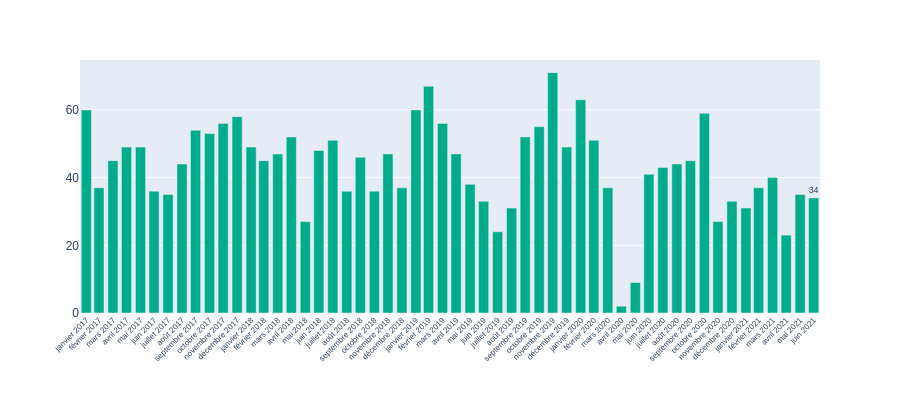 60
40
20
0
34
janvier 2017
février 2017
mars 2017
avril 2017
mai 2017
juin 2017
juillet 2017
août 2017
septembre 2017
octobre 2017
novembre 2017
décembre 2017
janvier 2018
février 2018
mars 2018
avril 2018
mai 2018
juin 2018
juillet 2018
août 2018
septembre 2018
octobre 2018
novembre 2018
décembre 2018
janvier 2019
février 2019
mars 2019
avril 2019
mai 2019
juin 2019
juillet 2019
août 2019
septembre 2019
octobre 2019
novembre 2019
décembre 2019
janvier 2020
février 2020
mars 2020
avril 2020
mai 2020
juin 2020
juillet 2020
août 2020
septembre 2020
octobre 2020
novembre 2020
décembre 2020
janvier 2021
février 2021
mars 2021
avril 2021
mai 2021
juin 2021